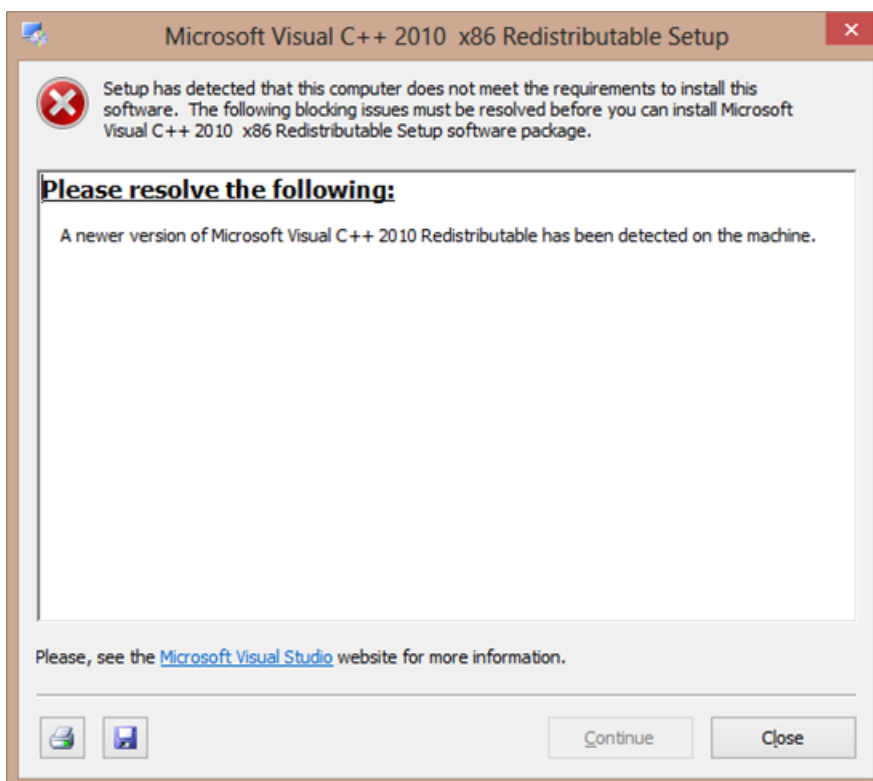 Microsoft Visual C++ 2010  x86 Redistributable Setup
Setup has detected that this computer does not meet the requirements to install this
software.  The following blocking issues must be resolved before you can install Microsoft
Visual C++ 2010  x86 Redistributable Setup software package.
Please resolve the following:
A newer version of Microsoft Visual C++ 2010 Redistributable has been detected on the machine.
Please, see the Microsoft Visual Studio website for more information.
Continue
Close